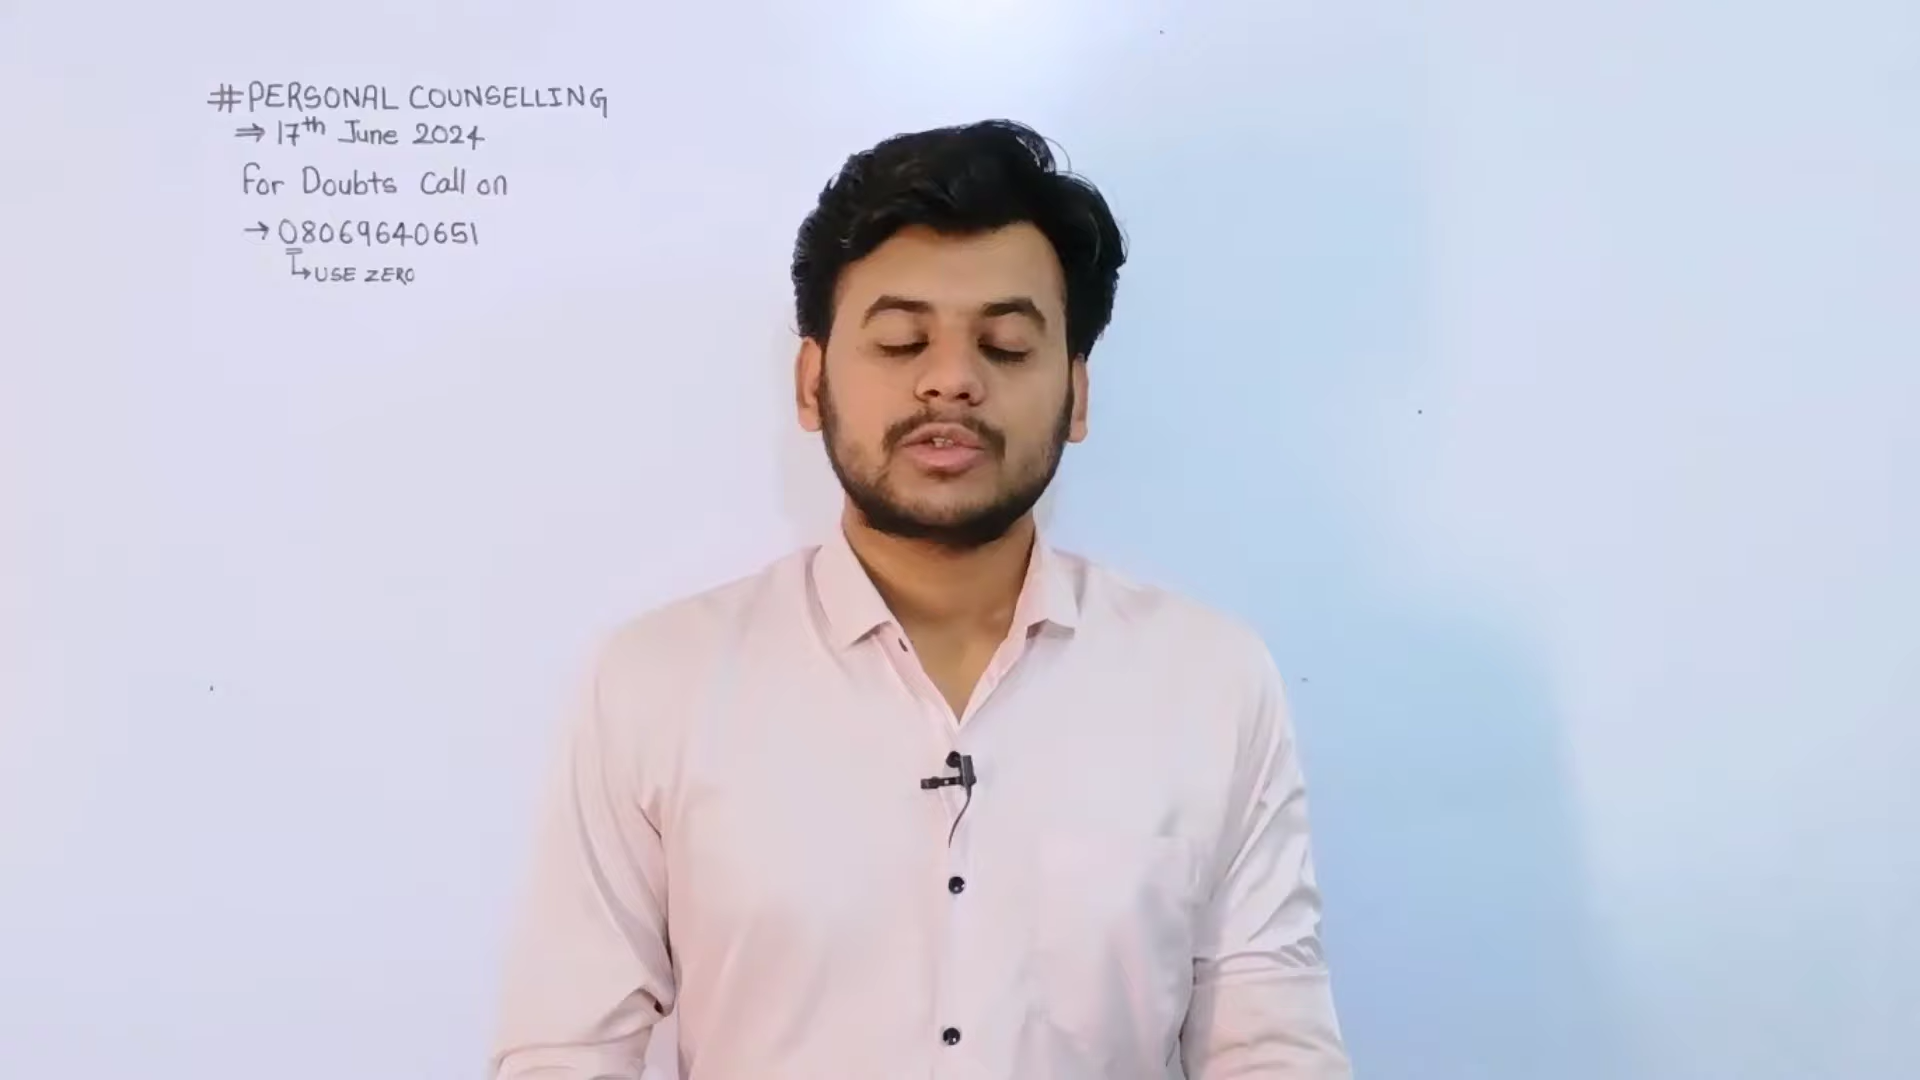 #PERSONAL COUNSELLING
⇒ 17th June 2024
For Doubts Call on
→ 08069640651
↳ USE ZERO